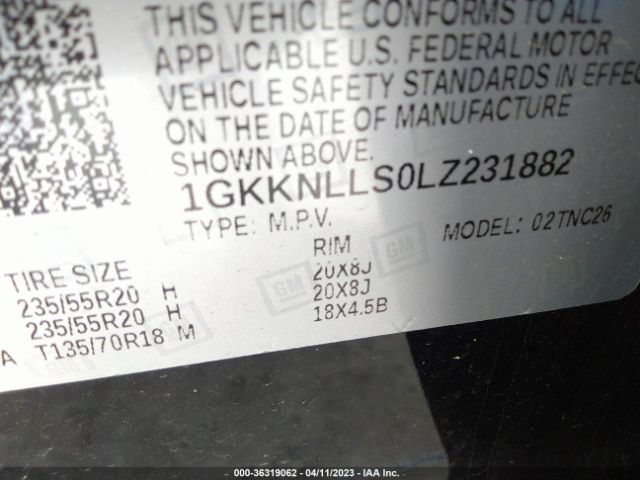 THIS VEHICLE CONFORMS TO ALL
APPLICABLE U.S. FEDERAL MOTOR
VEHICLE SAFETY STANDARDS IN EFFEC
ON THE DATE OF MANUFACTURE
SHOWN ABOVE.
1GKKNLLS0LZ231882
TYPE: M.P.V. MODEL: 02TNC26
TIRE SIZE RIM
235/55R20 H 20X8J
235/55R20 H 20X8J
A T135/70R18 M 18X4.5B
GM
GM
000-36319062 - 04/11/2023 - IAA Inc.